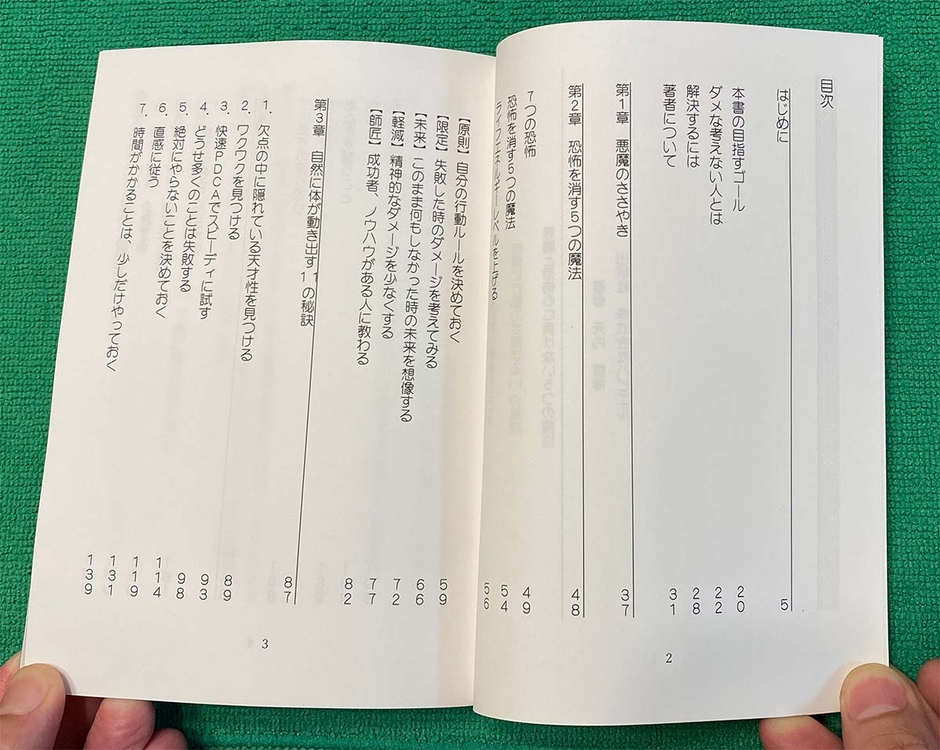 目次
はじめに 5
本書の目指すゴール 20
ダメな考えない人とは 22
解決するには 28
著者について 31
第1章 悪魔のささやき 37
第2章 恐怖を消す5つの魔法 48
7つの恐怖 49
恐怖を消す5つの魔法 54
ライフエネルギーレベルを上げる 56
2
【原則】自分の行動ルールを決めておく 59
【限定】失敗した時のダメージを考えてみる 66
【未来】このまま何もしなかった時の未来を想像する 72
【軽減】精神的なダメージを少なくする 77
【師匠】成功者、ノウハウがある人に教わる 82
第3章 自然に体が動き出す11の秘訣 87
1. 欠点の中に隠れている天才性を見つける 89
2. ワクワクを見つける 93
3. 快速PDCAでスピーディに試す 98
4. どうせ多くのことは失敗する 114
5. 絶対にやらないことを決めておく 119
6. 直感に従う 131
7. 時間がかかることは、少しだけやっておく 139
3